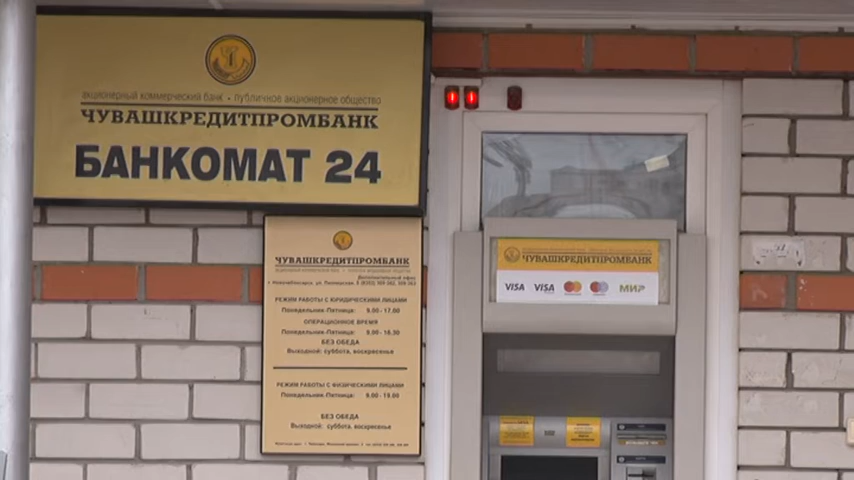 акционерный коммерческий банк • публичное акционерное общество
ЧУВАШКРЕДИТПРОМБАНК
БАНКОМАТ 24
ЧУВАШКРЕДИТПРОМБАНК
Дополнительный офис
РЕЖИМ РАБОТЫ С ЮРИДИЧЕСКИМИ ЛИЦАМИ
Понедельник-Пятница: 9.00 - 17.00
ОПЕРАЦИОННОЕ ВРЕМЯ
Понедельник-Пятница: 9.00 - 16.30
БЕЗ ОБЕДА
Выходной: суббота, воскресенье
РЕЖИМ РАБОТЫ С ФИЗИЧЕСКИМИ ЛИЦАМИ
Понедельник-Пятница: 9.00 - 19.00
БЕЗ ОБЕДА
Выходной: суббота, воскресенье
ЧУВАШКРЕДИТПРОМБАНК
VISA VISA МИР